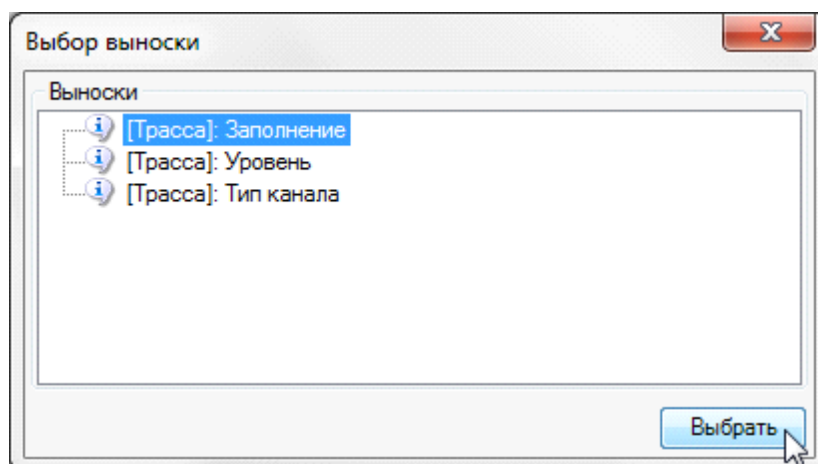 Выбор выноски
Выноски
[Трасса]: Заполнение
[Трасса]: Уровень
[Трасса]: Тип канала
Выбрать